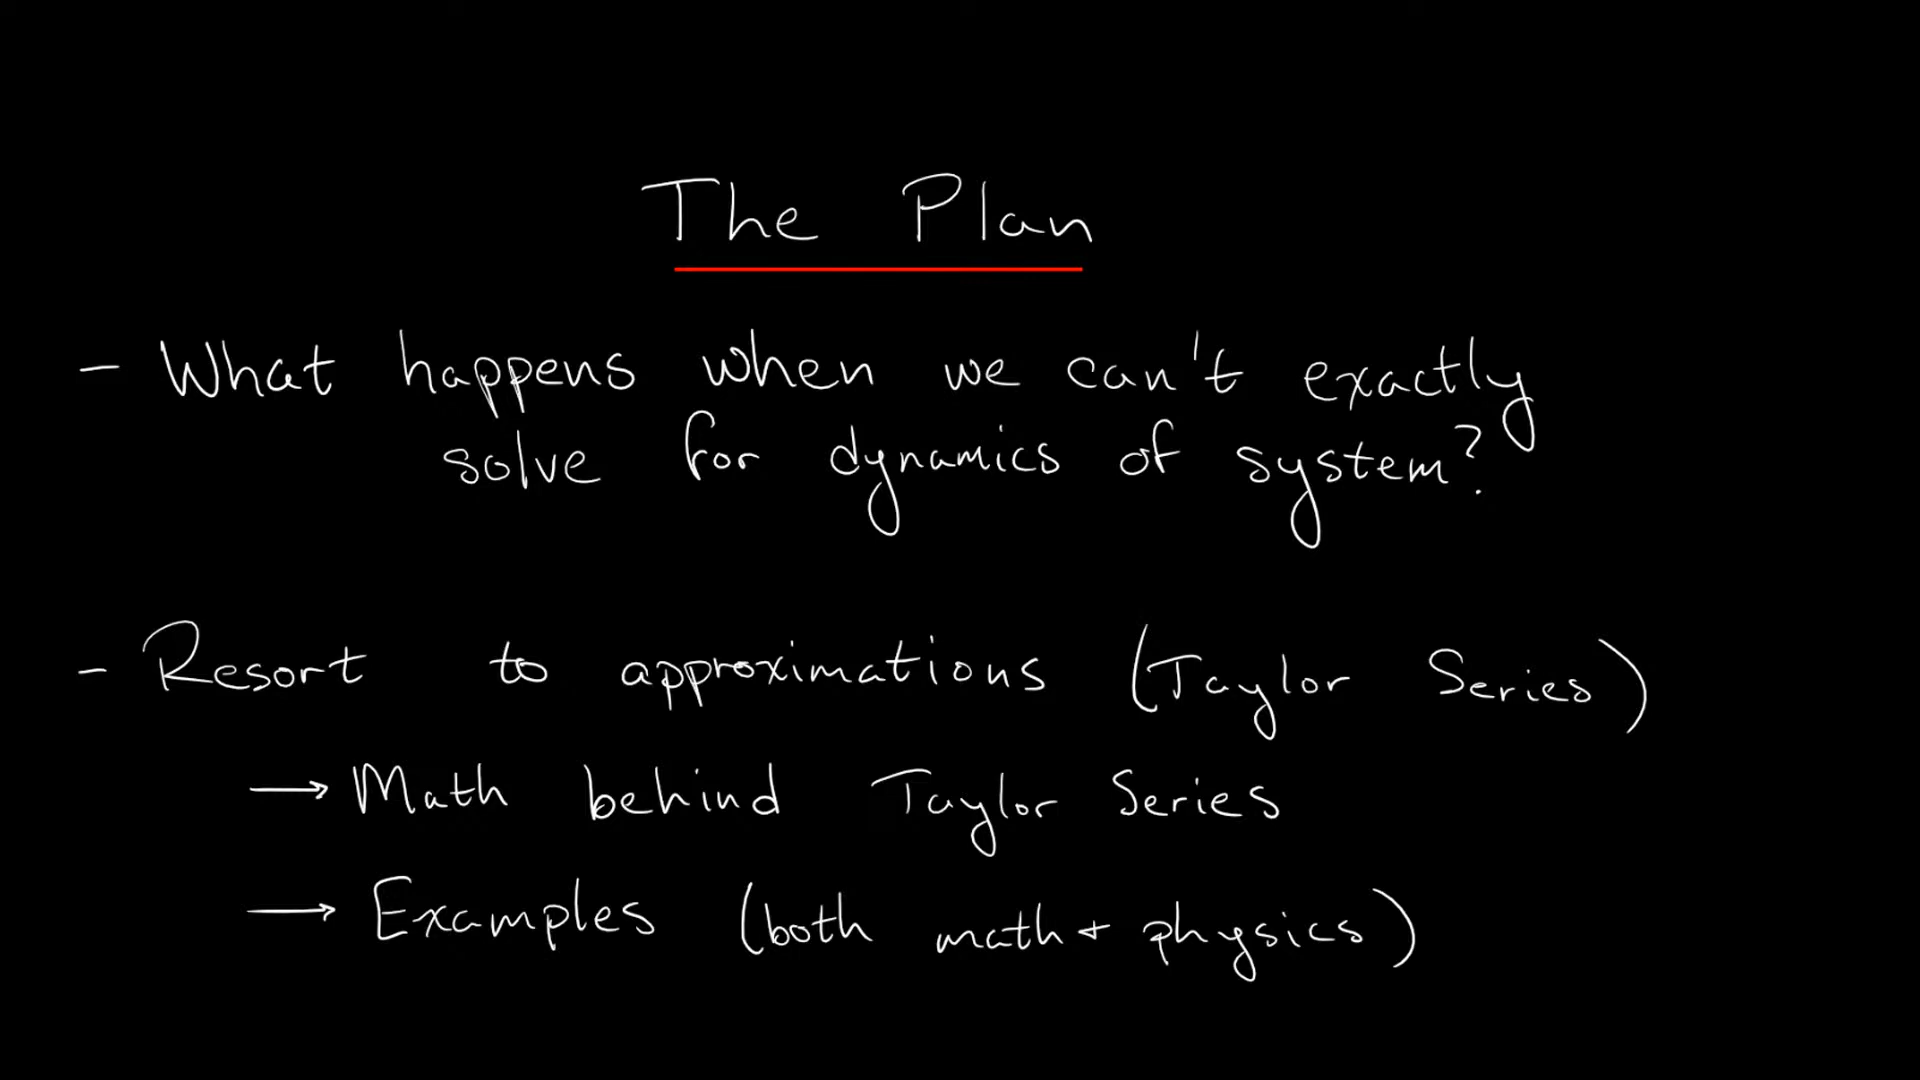 The Plan
- What happens when we can't exactly
solve for dynamics of system?
- Resort to approximations (Taylor Series)
→ Math behind Taylor Series
→ Examples (both math + physics)